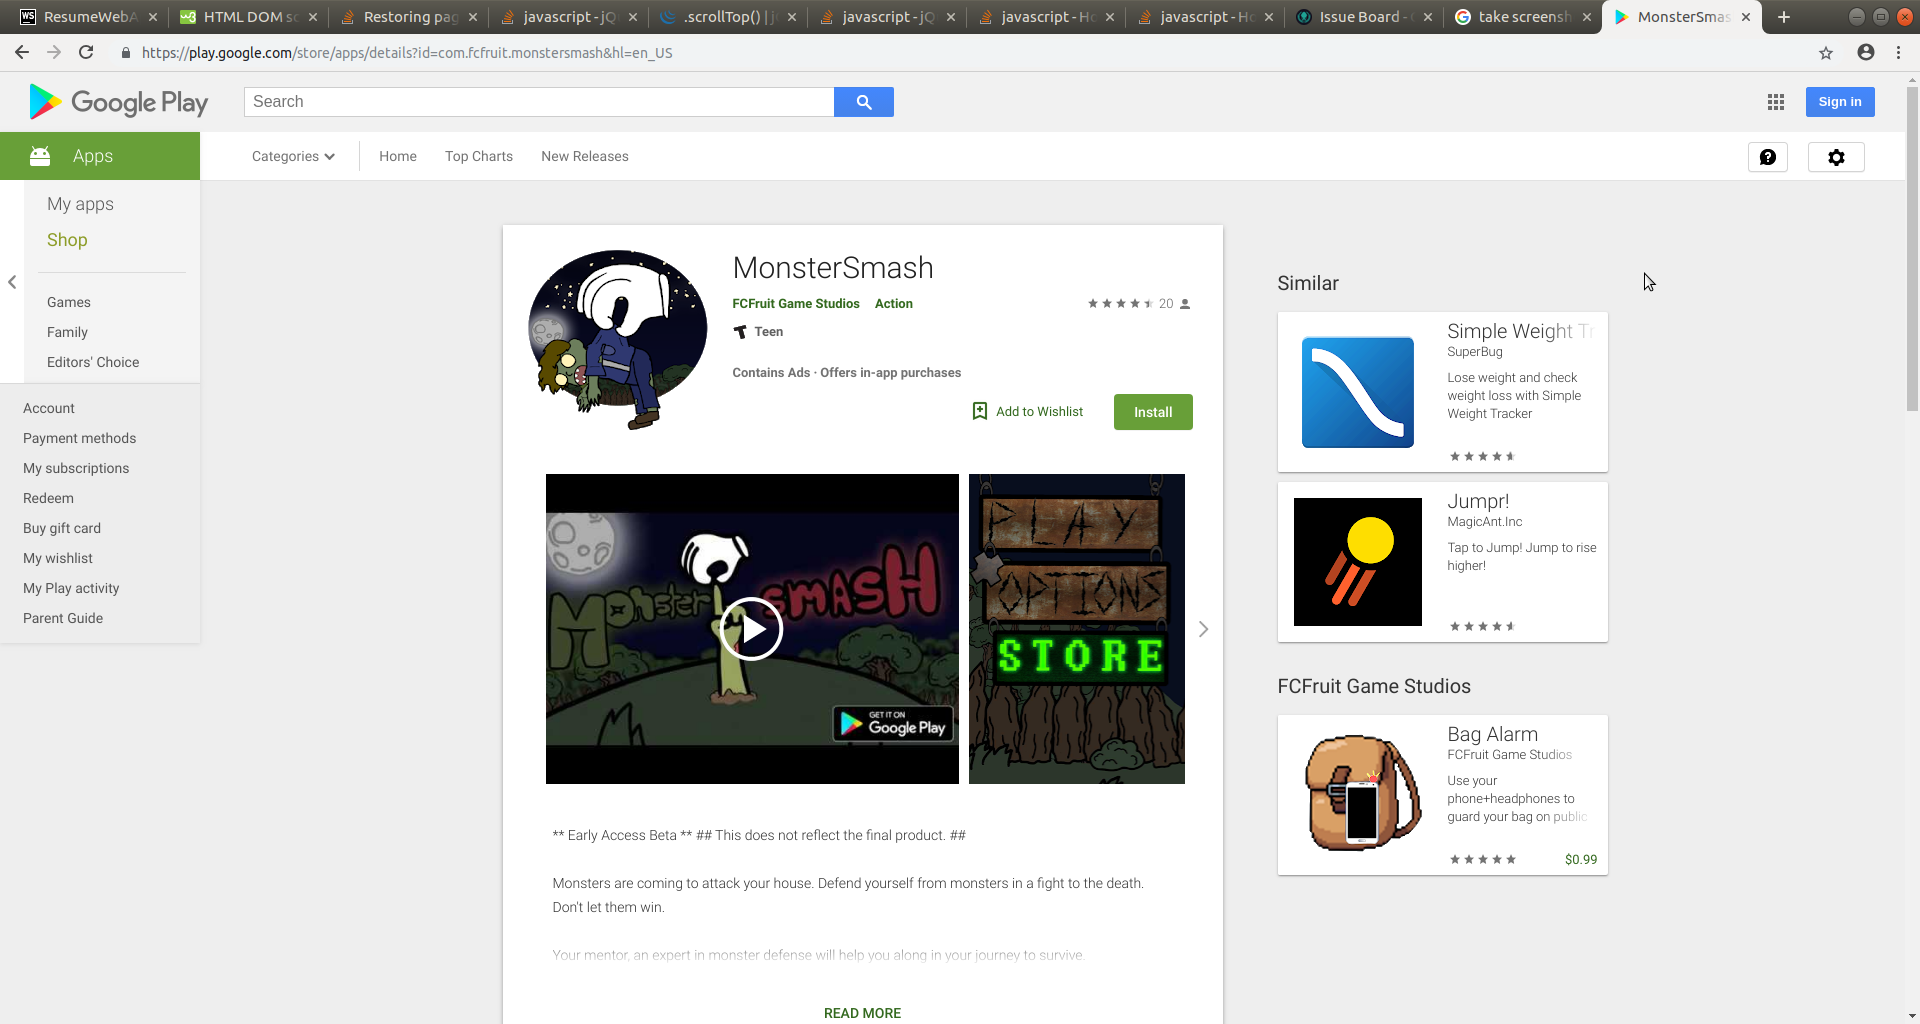 ResumeWebA
HTML DOM sc
Restoring pag
javascript - jQ
.scrollTop() | j
javascript - jQ
javascript - Ho
javascript - Ho
Issue Board -
take screensh
MonsterSmas
https://play.google.com/store/apps/details?id=com.fcfruit.monstersmash&hl=en_US
Google Play
Search
Sign in
Apps
Categories
Home
Top Charts
New Releases
My apps
Shop
Games
Family
Editors' Choice
Account
Payment methods
My subscriptions
Redeem
Buy gift card
My wishlist
My Play activity
Parent Guide
MonsterSmash
FCFruit Game Studios Action
20
Teen
Contains Ads · Offers in-app purchases
Add to Wishlist
Install
Monster SMASH
GET IT ON
Google Play
PLAY
OPTIONS
STORE
** Early Access Beta ** ## This does not reflect the final product. ##
Monsters are coming to attack your house. Defend yourself from monsters in a fight to the death.
Don't let them win.
Your mentor, an expert in monster defense will help you along in your journey to survive.
READ MORE
Similar
Simple Weight Tr
SuperBug
Lose weight and check
weight loss with Simple
Weight Tracker
Jumpr!
MagicAnt.Inc
Tap to Jump! Jump to rise
higher!
FCFruit Game Studios
Bag Alarm
FCFruit Game Studios
Use your
phone+headphones to
guard your bag on public
$0.99